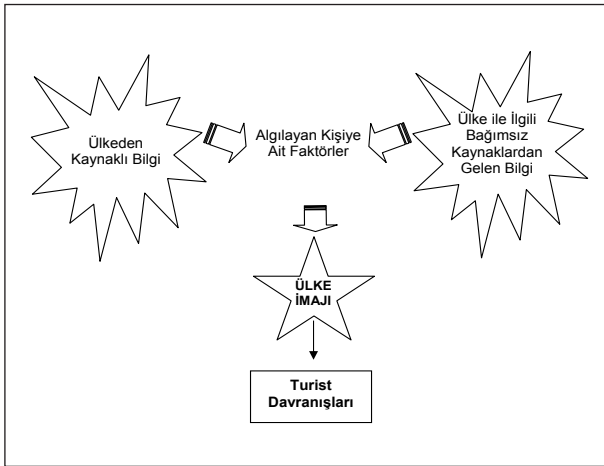 Ülkeden
Kaynaklı Bilgi
Algılayan Kişiye
Ait Faktörler
Ülke ile İlgili
Bağımsız
Kaynaklardan
Gelen Bilgi
ÜLKE
İMAJI
Turist
Davranışları